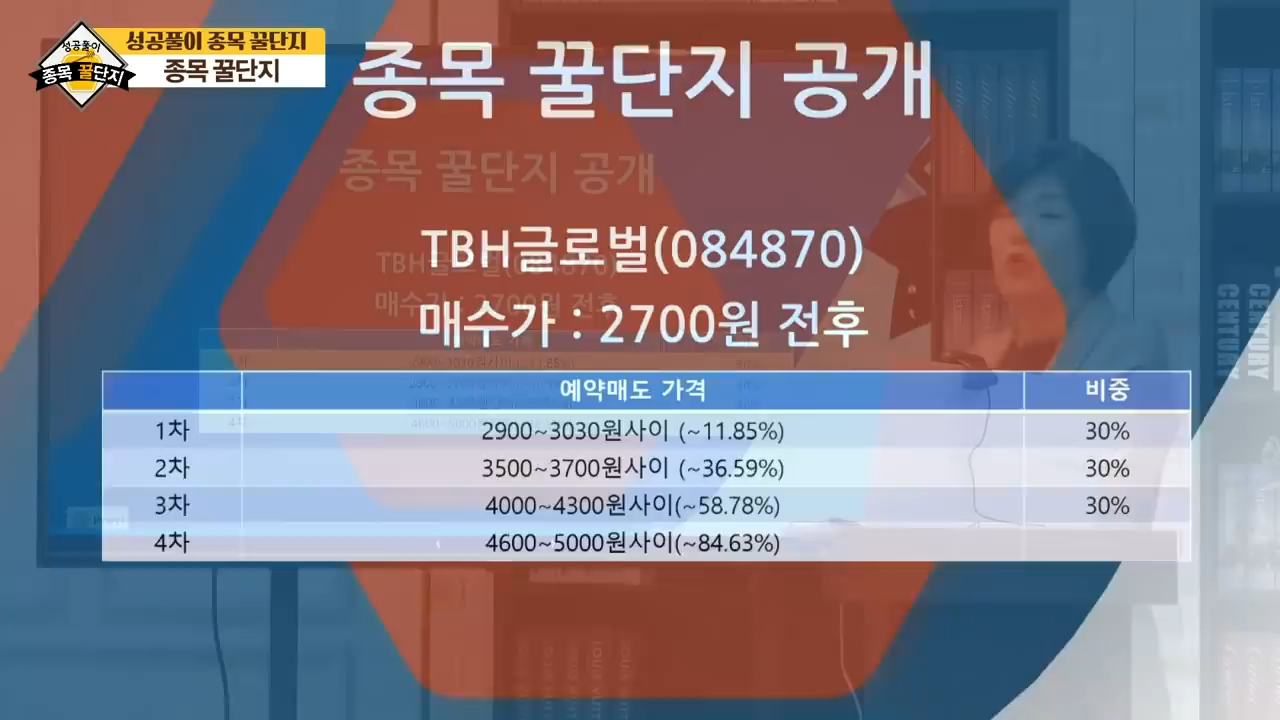 성공풀이
종목 꿀단지
성공풀이 종목 꿀단지
종목 꿀단지
종목 꿀단지 공개
종목 꿀단지 공개
TBH글로벌(084870)
매수가 : 2700원 전후
예약매도 가격 비중
1차 2900~3030원사이 (~11.85%) 30%
2차 3500~3700원사이 (~36.59%) 30%
3차 4000~4300원사이(~58.78%) 30%
4차 4600~5000원사이(~84.63%)
CENTURY
CENTURY